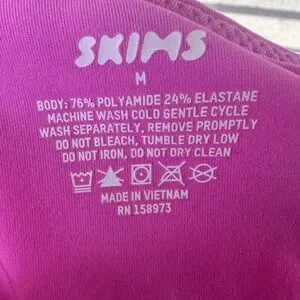 SKIMS
M
BODY: 76% POLYAMIDE 24% ELASTANE
MACHINE WASH COLD GENTLE CYCLE
WASH SEPARATELY, REMOVE PROMPTLY
DO NOT BLEACH, TUMBLE DRY LOW
DO NOT IRON, DO NOT DRY CLEAN
MADE IN VIETNAM
RN 158973